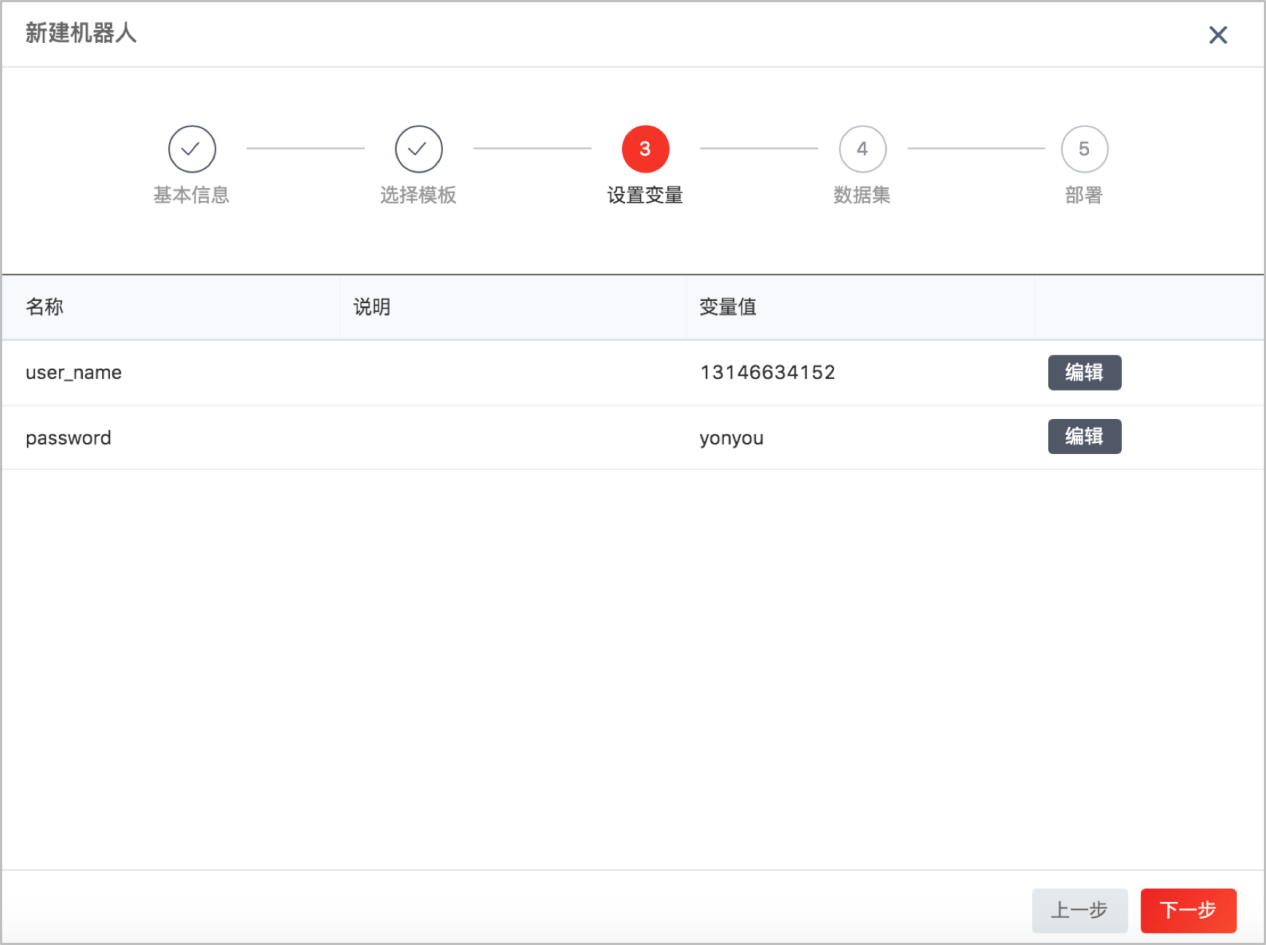 新建机器人
3 4 5
基本信息 选择模板 设置变量 数据集 部署
名称 说明 变量值
user_name 13146634152 编辑
password yonyou 编辑
上一步 下一步